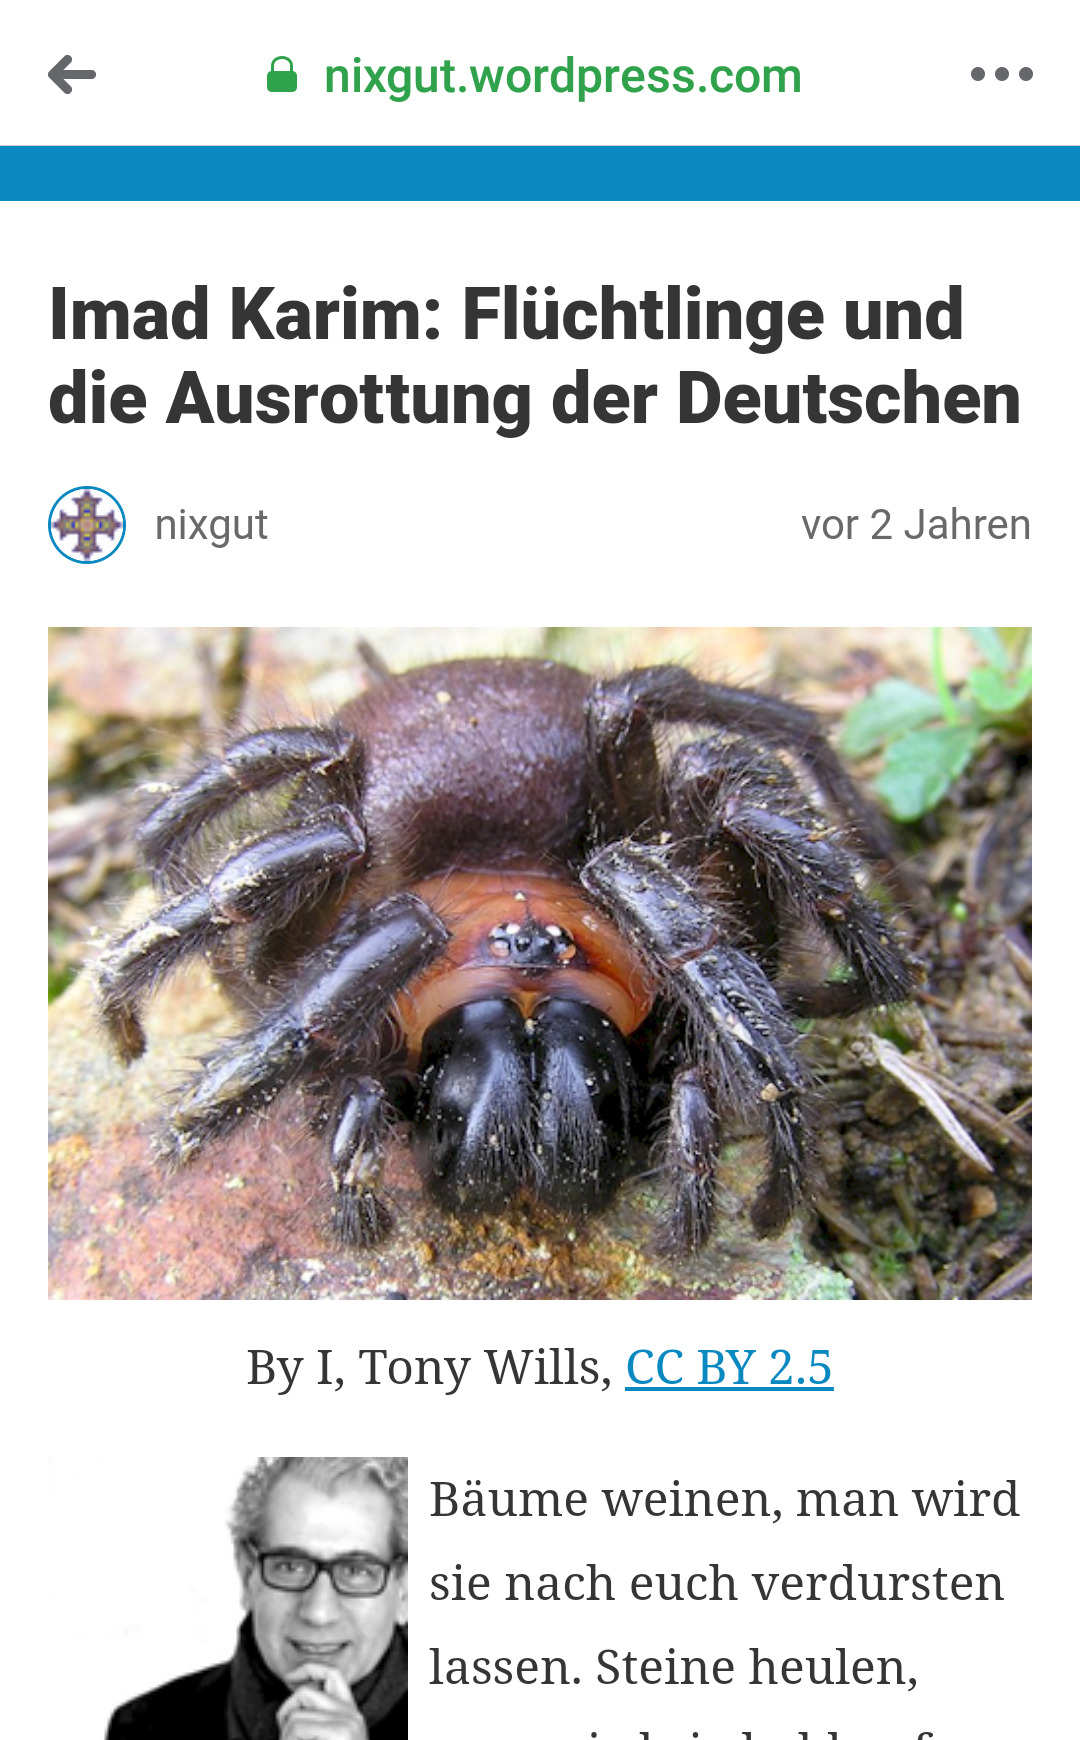 nixgut.wordpress.com
Imad Karim: Flüchtlinge und
die Ausrottung der Deutschen
nixgut
vor 2 Jahren
By I, Tony Wills, CC BY 2.5
Bäume weinen, man wird
sie nach euch verdursten
lassen. Steine heulen,